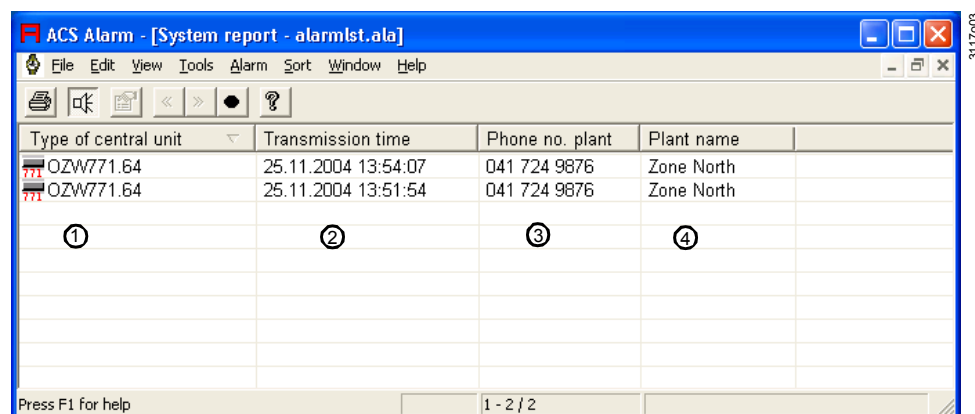 ACS Alarm - [System report - alarmlst.ala]
File Edit View Tools Alarm Sort Window Help
Type of central unit Transmission time Phone no. plant Plant name
771 OZW771.64 25.11.2004 13:54:07 041 724 9876 Zone North
771 OZW771.64 25.11.2004 13:51:54 041 724 9876 Zone North
1 2 3 4
Press F1 for help 1 - 2 / 2